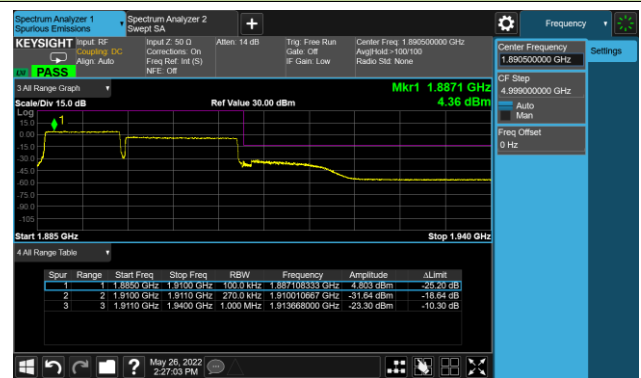 Spectrum Analyzer 1
Spurious Emissions
Spectrum Analyzer 2
Swept SA
Frequency
KEYSIGHT
Input: RF
Coupling: DC
Align: Auto
Input Z: 50 Ω
Corrections: On
Freq Ref: Int (S)
NFE: Off
Atten: 14 dB
Trig: Free Run
Gate: Off
IF Gain: Low
Center Freq: 1.890500000 GHz
Avg|Hold:>100/100
Radio Std: None
PASS
Center Frequency
1.890500000 GHz
Settings
CF Step
4.999000000 GHz
Auto
Man
Freq Offset
0 Hz
3 All Range Graph
Mkr1 1.8871 GHz
Scale/Div 15.0 dB
Ref Value 30.00 dBm
4.36 dBm
Log
1
15.0
0.00
-15.0
-30.0
-45.0
-60.0
-75.0
-90.0
-105
Start 1.885 GHz
Stop 1.940 GHz
4 All Range Table
Spur Range Start Freq Stop Freq RBW Frequency Amplitude ΔLimit
1 1 1.8850 GHz 1.9100 GHz 100.0 kHz 1.887108333 GHz 4.803 dBm -25.20 dB
2 2 1.9100 GHz 1.9110 GHz 270.0 kHz 1.910010667 GHz -31.64 dBm -18.64 dB
3 3 1.9110 GHz 1.9400 GHz 1.000 MHz 1.913668000 GHz -23.30 dBm -10.30 dB
May 26, 2022
2:27:03 PM